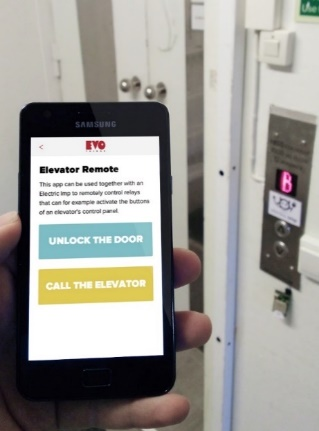 SAMSUNG
<
EVO
THINGS
Elevator Remote
This app can be used together with an
Electric Imp to remotely control relays
that can for example activate the buttons
of an elevator's control panel.
UNLOCK THE DOOR
CALL THE ELEVATOR
B